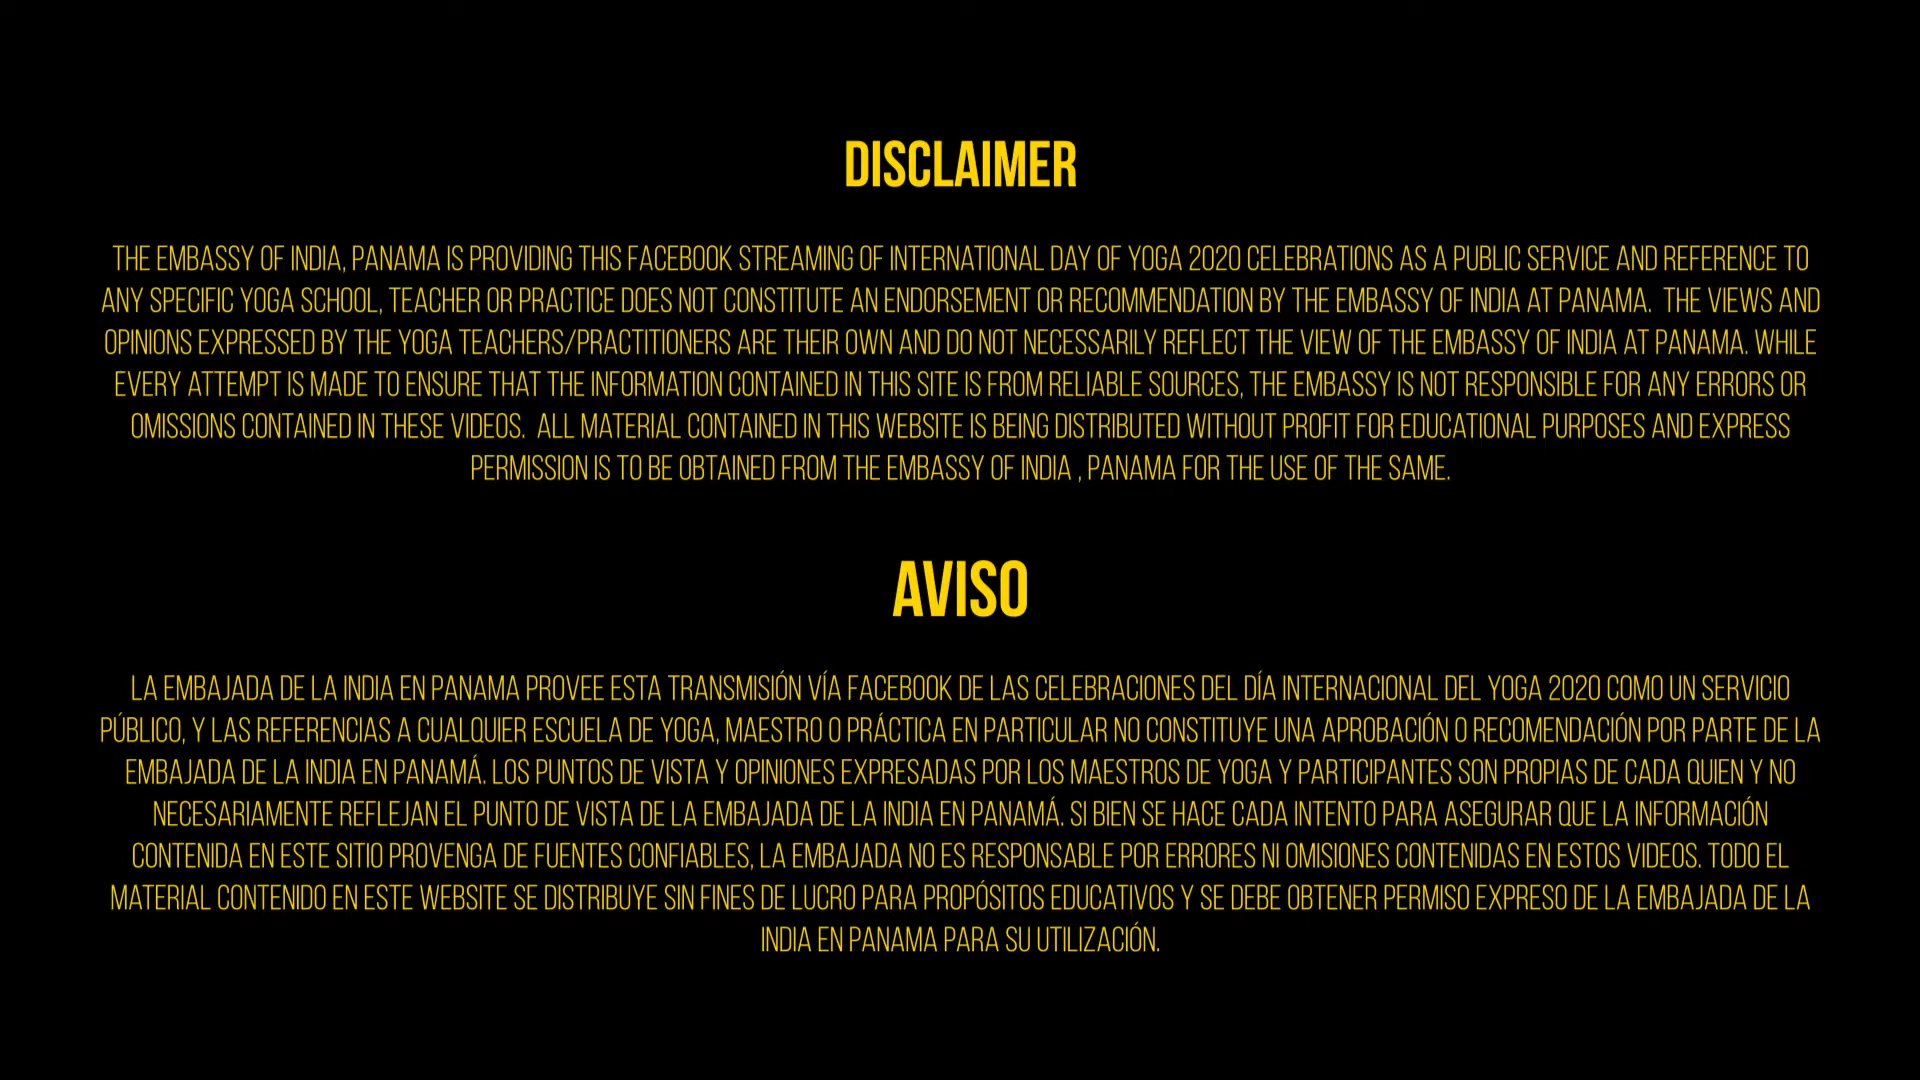 DISCLAIMER
THE EMBASSY OF INDIA, PANAMA IS PROVIDING THIS FACEBOOK STREAMING OF INTERNATIONAL DAY OF YOGA 2020 CELEBRATIONS AS A PUBLIC SERVICE AND REFERENCE TO
ANY SPECIFIC YOGA SCHOOL, TEACHER OR PRACTICE DOES NOT CONSTITUTE AN ENDORSEMENT OR RECOMMENDATION BY THE EMBASSY OF INDIA AT PANAMA. THE VIEWS AND
OPINIONS EXPRESSED BY THE YOGA TEACHERS/PRACTITIONERS ARE THEIR OWN AND DO NOT NECESSARILY REFLECT THE VIEW OF THE EMBASSY OF INDIA AT PANAMA. WHILE
EVERY ATTEMPT IS MADE TO ENSURE THAT THE INFORMATION CONTAINED IN THIS SITE IS FROM RELIABLE SOURCES, THE EMBASSY IS NOT RESPONSIBLE FOR ANY ERRORS OR
OMISSIONS CONTAINED IN THESE VIDEOS. ALL MATERIAL CONTAINED IN THIS WEBSITE IS BEING DISTRIBUTED WITHOUT PROFIT FOR EDUCATIONAL PURPOSES AND EXPRESS
PERMISSION IS TO BE OBTAINED FROM THE EMBASSY OF INDIA , PANAMA FOR THE USE OF THE SAME.
AVISO
LA EMBAJADA DE LA INDIA EN PANAMA PROVEE ESTA TRANSMISIÓN VÍA FACEBOOK DE LAS CELEBRACIONES DEL DÍA INTERNACIONAL DEL YOGA 2020 COMO UN SERVICIO
PÚBLICO, Y LAS REFERENCIAS A CUALQUIER ESCUELA DE YOGA, MAESTRO O PRÁCTICA EN PARTICULAR NO CONSTITUYE UNA APROBACIÓN O RECOMENDACIÓN POR PARTE DE LA
EMBAJADA DE LA INDIA EN PANAMÁ. LOS PUNTOS DE VISTA Y OPINIONES EXPRESADAS POR LOS MAESTROS DE YOGA Y PARTICIPANTES SON PROPIAS DE CADA QUIEN Y NO
NECESARIAMENTE REFLEJAN EL PUNTO DE VISTA DE LA EMBAJADA DE LA INDIA EN PANAMÁ. SI BIEN SE HACE CADA INTENTO PARA ASEGURAR QUE LA INFORMACIÓN
CONTENIDA EN ESTE SITIO PROVENGA DE FUENTES CONFIABLES, LA EMBAJADA NO ES RESPONSABLE POR ERRORES NI OMISIONES CONTENIDAS EN ESTOS VIDEOS. TODO EL
MATERIAL CONTENIDO EN ESTE WEBSITE SE DISTRIBUYE SIN FINES DE LUCRO PARA PROPÓSITOS EDUCATIVOS Y SE DEBE OBTENER PERMISO EXPRESO DE LA EMBAJADA DE LA
INDIA EN PANAMA PARA SU UTILIZACIÓN.